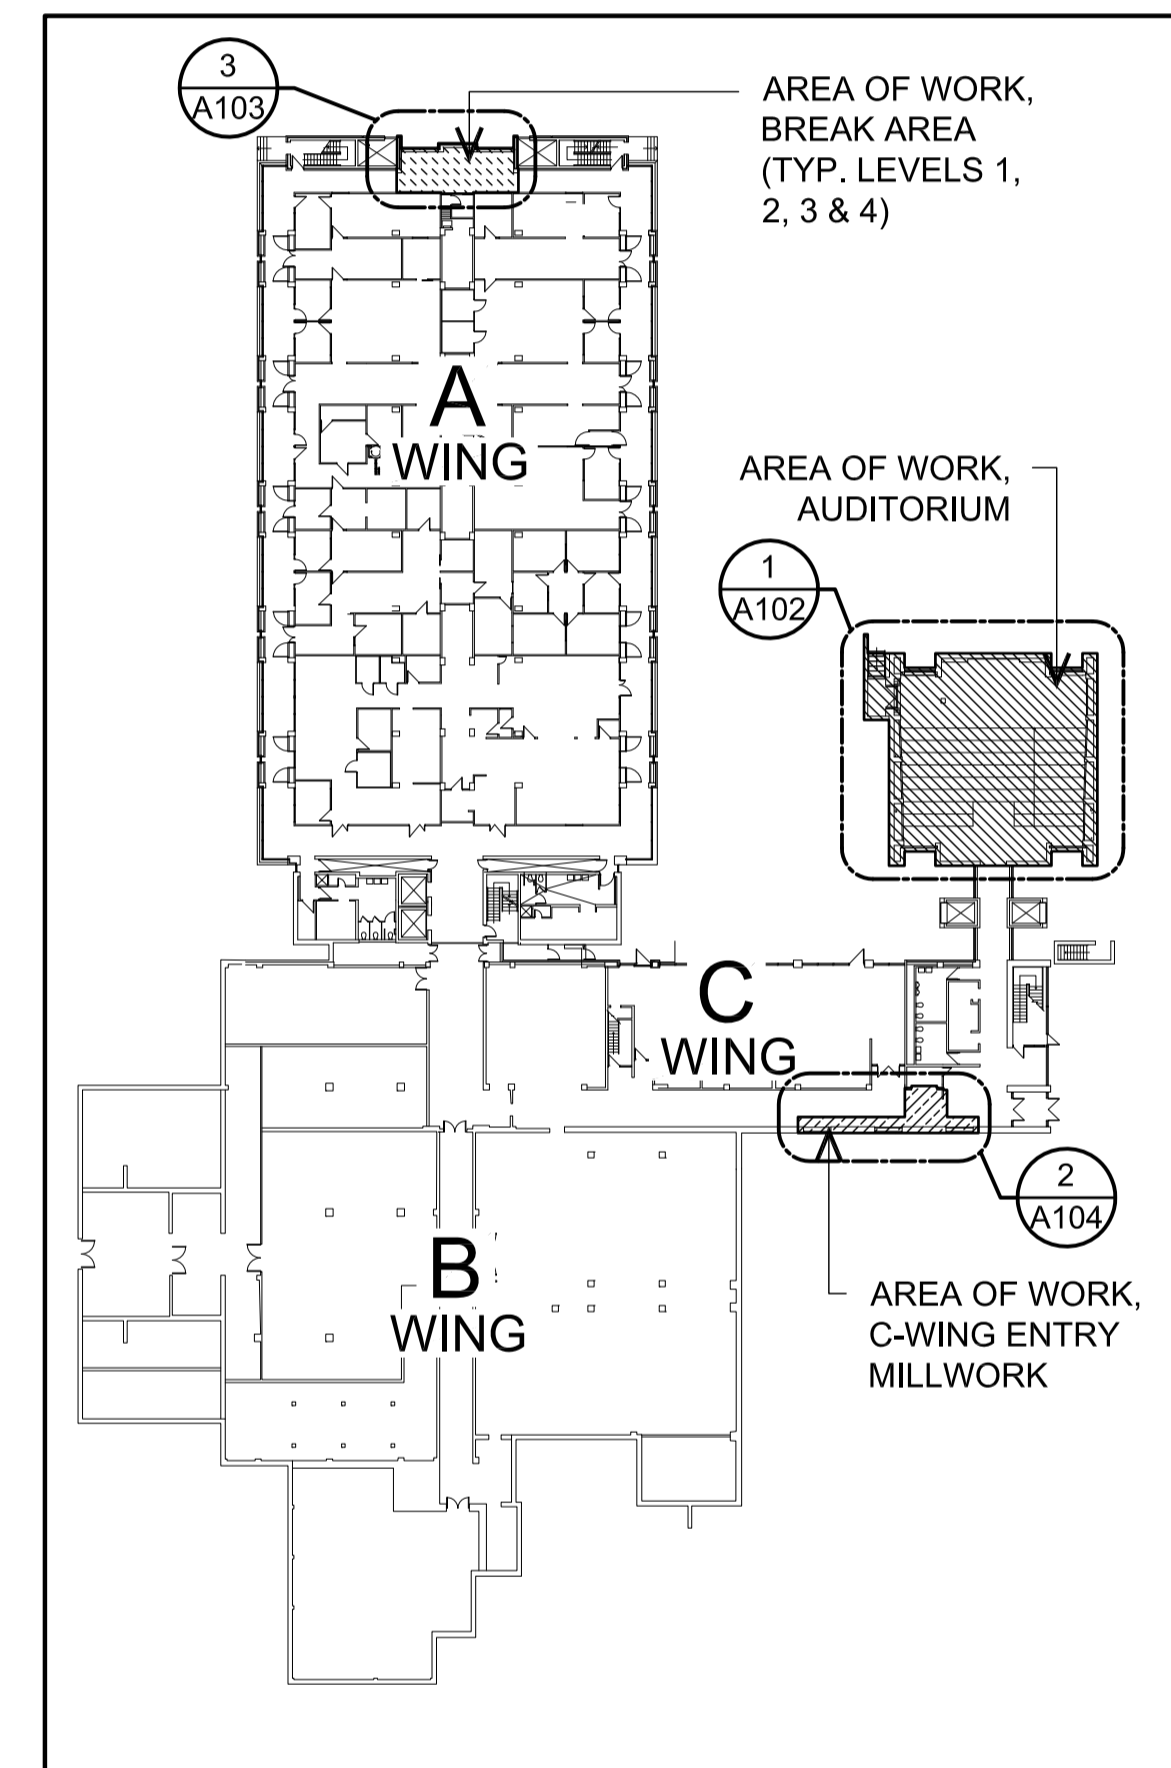 3
A103
AREA OF WORK,
BREAK AREA
(TYP. LEVELS 1,
2, 3 & 4)
A
WING
AREA OF WORK,
AUDITORIUM
1
A102
C
WING
2
A104
B
WING
AREA OF WORK,
C-WING ENTRY
MILLWORK